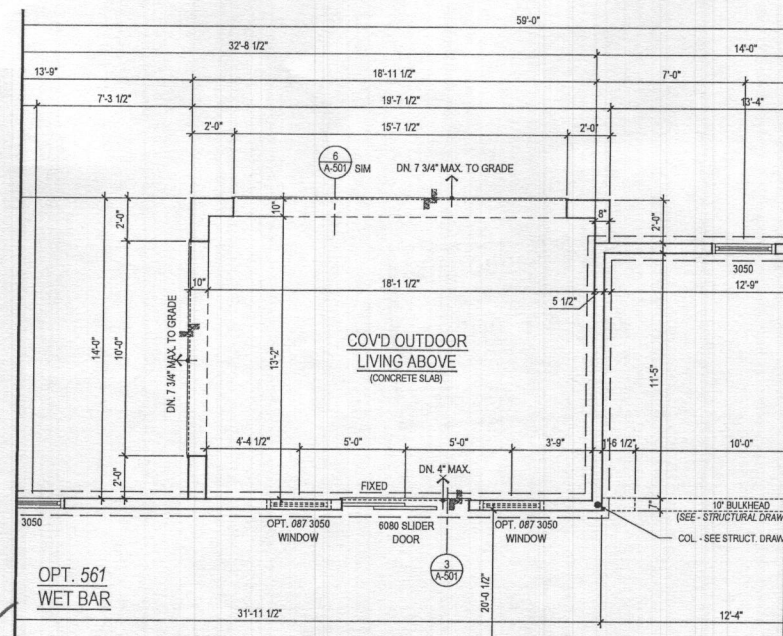 59'-0"
32'-8 1/2"
14'-0"
13'-9"
18'-11 1/2"
7'-0"
7'-3 1/2"
19'-7 1/2"
13'-4"
2'-0"
15'-7 1/2"
2'-0"
6
A-501
SIM
DN. 7 3/4" MAX. TO GRADE
2'-0"
10"
8"
2'-0"
3050
10"
18'-1 1/2"
12'-9"
5 1/2"
DN. 7 3/4" MAX. TO GRADE
14'-0"
10'-0"
13'-2"
COV'D OUTDOOR
LIVING ABOVE
(CONCRETE SLAB)
11'-5"
4'-4 1/2"
5'-0"
5'-0"
3'-9"
1'-6 1/2"
10'-0"
2'-0"
FIXED
DN. 4" MAX.
7"
10" BULKHEAD
(SEE - STRUCTURAL DRAW
3050
OPT. 087 3050
WINDOW
6080 SLIDER
DOOR
OPT. 087 3050
WINDOW
COL. - SEE STRUCT. DRAW
3
A-501
20'-0 1/2"
OPT. 561
WET BAR
31'-11 1/2"
12'-4"